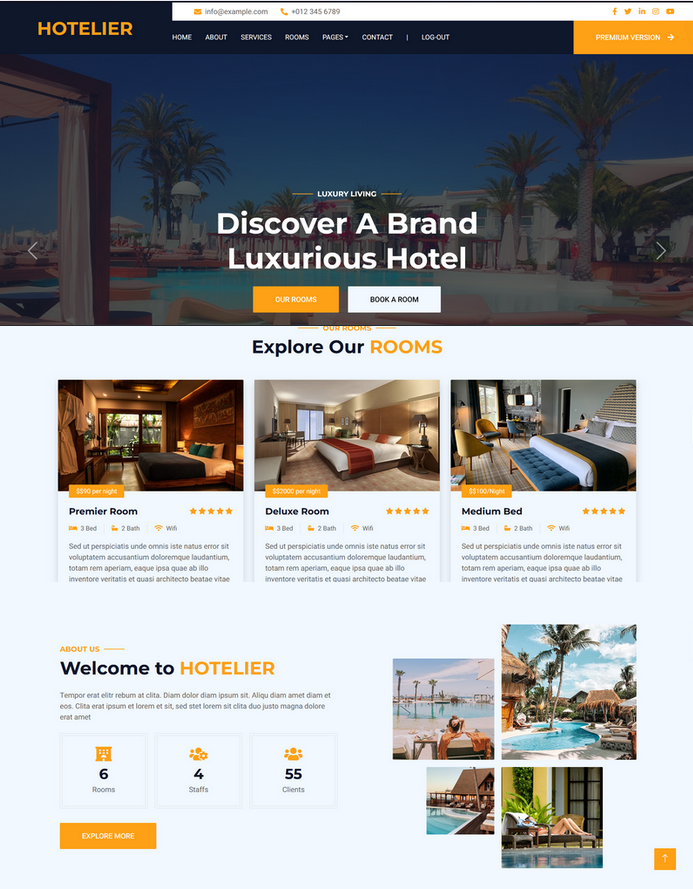 HOTELIER
info@example.com +012 345 6789
HOME ABOUT SERVICES ROOMS PAGES CONTACT | LOG-OUT
PREMIUM VERSION
LUXURY LIVING
Discover A Brand
Luxurious Hotel
OUR ROOMS BOOK A ROOM
OUR ROOMS
Explore Our ROOMS
$$90 per night
Premier Room
3 Bed 2 Bath Wifi
Sed ut perspiciatis unde omnis iste natus error sit
voluptatem accusantium doloremque laudantium,
totam rem aperiam, eaque ipsa quae ab illo
inventore veritatis et quasi architecto beatae vitae
$$2000 per night
Deluxe Room
3 Bed 2 Bath Wifi
Sed ut perspiciatis unde omnis iste natus error sit
voluptatem accusantium doloremque laudantium,
totam rem aperiam, eaque ipsa quae ab illo
inventore veritatis et quasi architecto beatae vitae
$$100/Night
Medium Bed
3 Bed 2 Bath Wifi
Sed ut perspiciatis unde omnis iste natus error sit
voluptatem accusantium doloremque laudantium,
totam rem aperiam, eaque ipsa quae ab illo
inventore veritatis et quasi architecto beatae vitae
ABOUT US
Welcome to HOTELIER
Tempor erat elitr rebum at clita. Diam dolor diam ipsum sit. Aliqu diam amet diam et
eos. Clita erat ipsum et lorem et sit, sed stet lorem sit clita duo justo magna dolore
erat amet
6
Rooms
4
Staffs
55
Clients
EXPLORE MORE